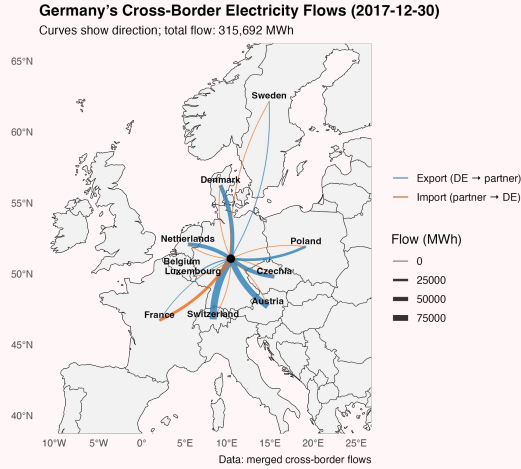 Germany's Cross-Border Electricity Flows (2017-12-30)
Curves show direction; total flow: 315,692 MWh
65°N
60°N
55°N
50°N
45°N
40°N
10°W
5°W
0°
5°E
10°E
15°E
20°E
25°E
Sweden
Denmark
Netherlands
Poland
Belgium
Luxembourg
Czechia
Austria
France
Switzerland
Export (DE → partner)
Import (partner → DE)
Flow (MWh)
0
25000
50000
75000
Data: merged cross-border flows